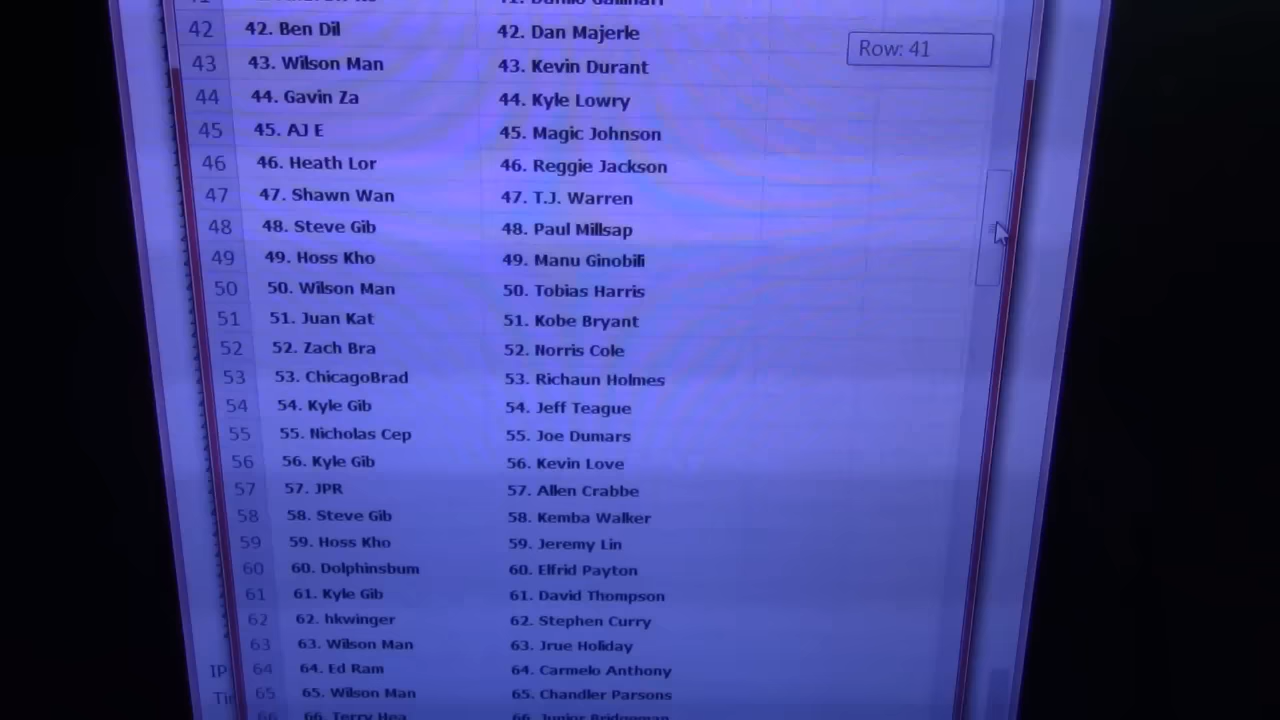 42 42. Ben Dil 42. Dan Majerle
Row: 41
43 43. Wilson Man 43. Kevin Durant
44 44. Gavin Za 44. Kyle Lowry
45 45. AJ E 45. Magic Johnson
46 46. Heath Lor 46. Reggie Jackson
47 47. Shawn Wan 47. T.J. Warren
48 48. Steve Gib 48. Paul Millsap
49 49. Hoss Kho 49. Manu Ginobili
50 50. Wilson Man 50. Tobias Harris
51 51. Juan Kat 51. Kobe Bryant
52 52. Zach Bra 52. Norris Cole
53 53. ChicagoBrad 53. Richaun Holmes
54 54. Kyle Gib 54. Jeff Teague
55 55. Nicholas Cep 55. Joe Dumars
56 56. Kyle Gib 56. Kevin Love
57 57. JPR 57. Allen Crabbe
58 58. Steve Gib 58. Kemba Walker
59 59. Hoss Kho 59. Jeremy Lin
60 60. Dolphinsbum 60. Elfrid Payton
61 61. Kyle Gib 61. David Thompson
62 62. hkwinger 62. Stephen Curry
63 63. Wilson Man 63. Jrue Holiday
IP 64 64. Ed Ram 64. Carmelo Anthony
65 65. Wilson Man 65. Chandler Parsons
66 66. Terry Hea 66. Junior Bridgeman